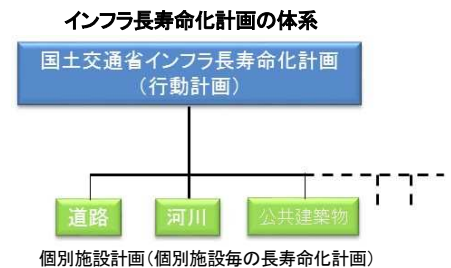 インフラ長寿命化計画の体系
国土交通省インフラ長寿命化計画
（行動計画）
道路
河川
公共建築物
個別施設計画（個別施設毎の長寿命化計画）